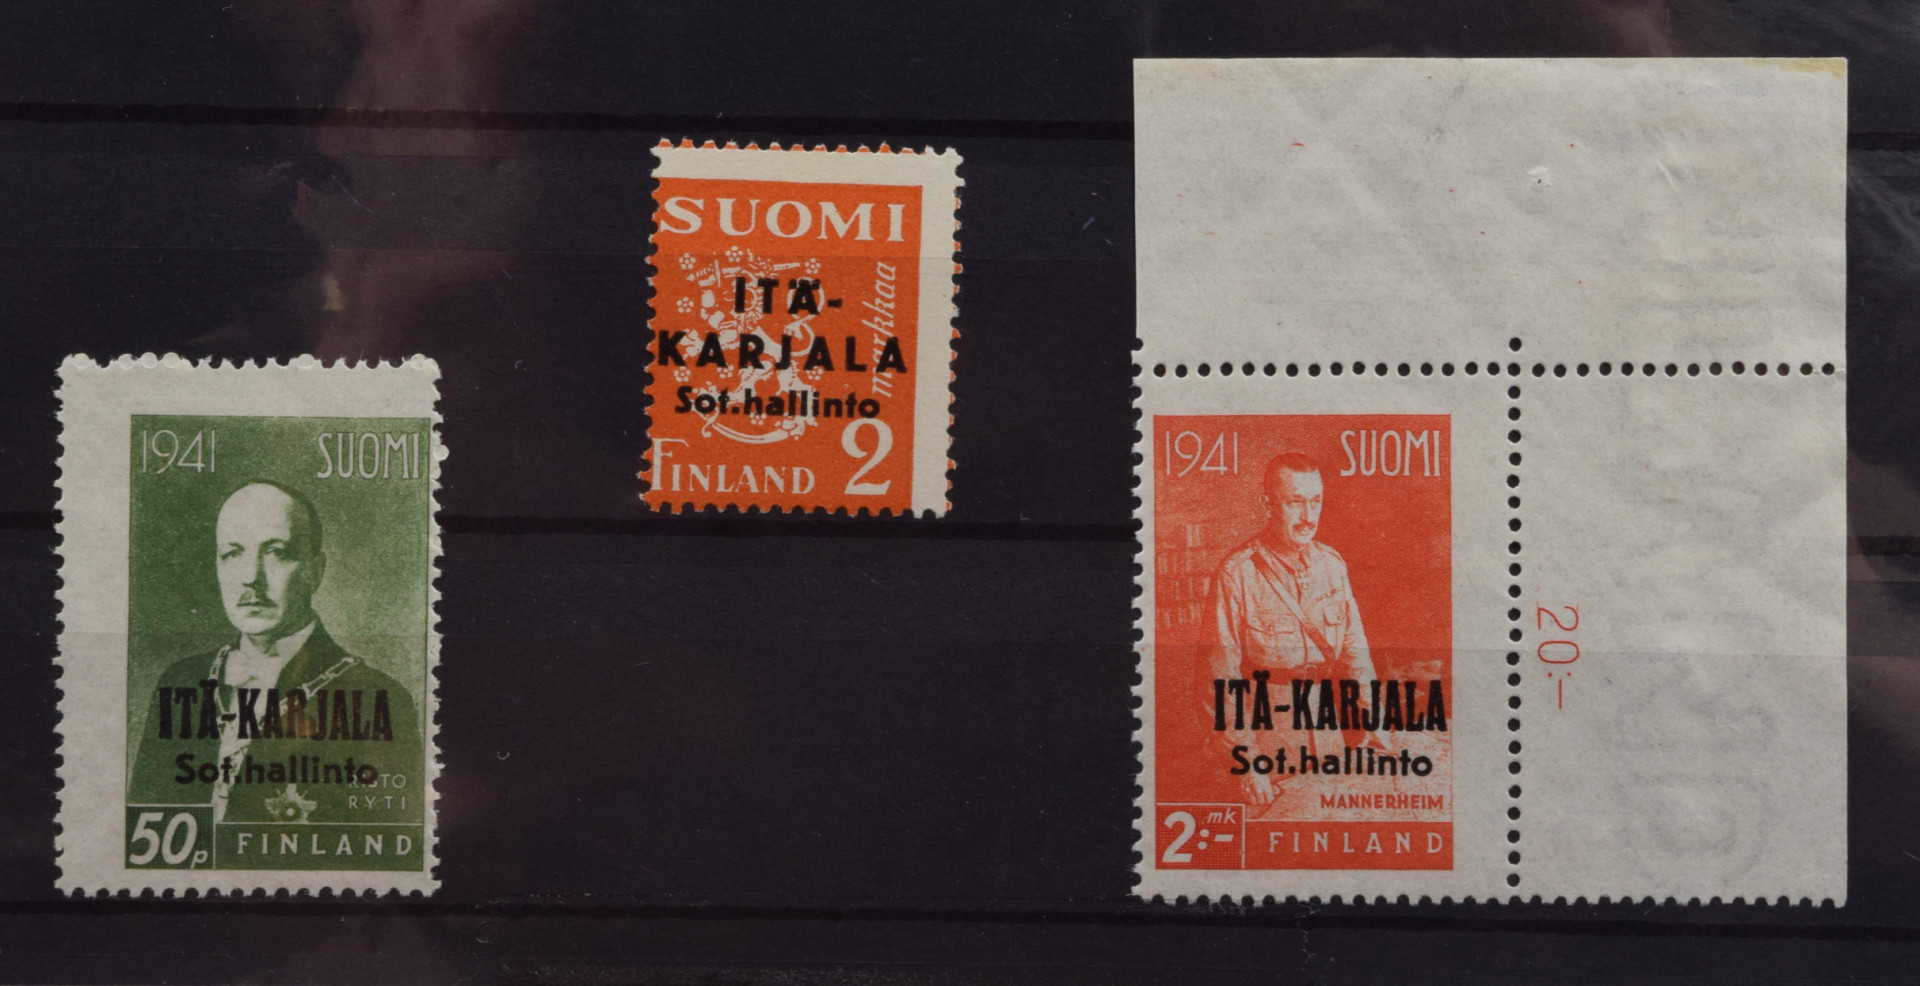 1941 SUOMI
ITÄ-KARJALA
Sot.hallinto
RISTO
RYTI
50p FINLAND
SUOMI
markkaa
ITÄ-
KARJALA
Sot.hallinto
FINLAND 2
1941 SUOMI
ITÄ-KARJALA
Sot.hallinto
MANNERHEIM
2:- mk FINLAND
20:-